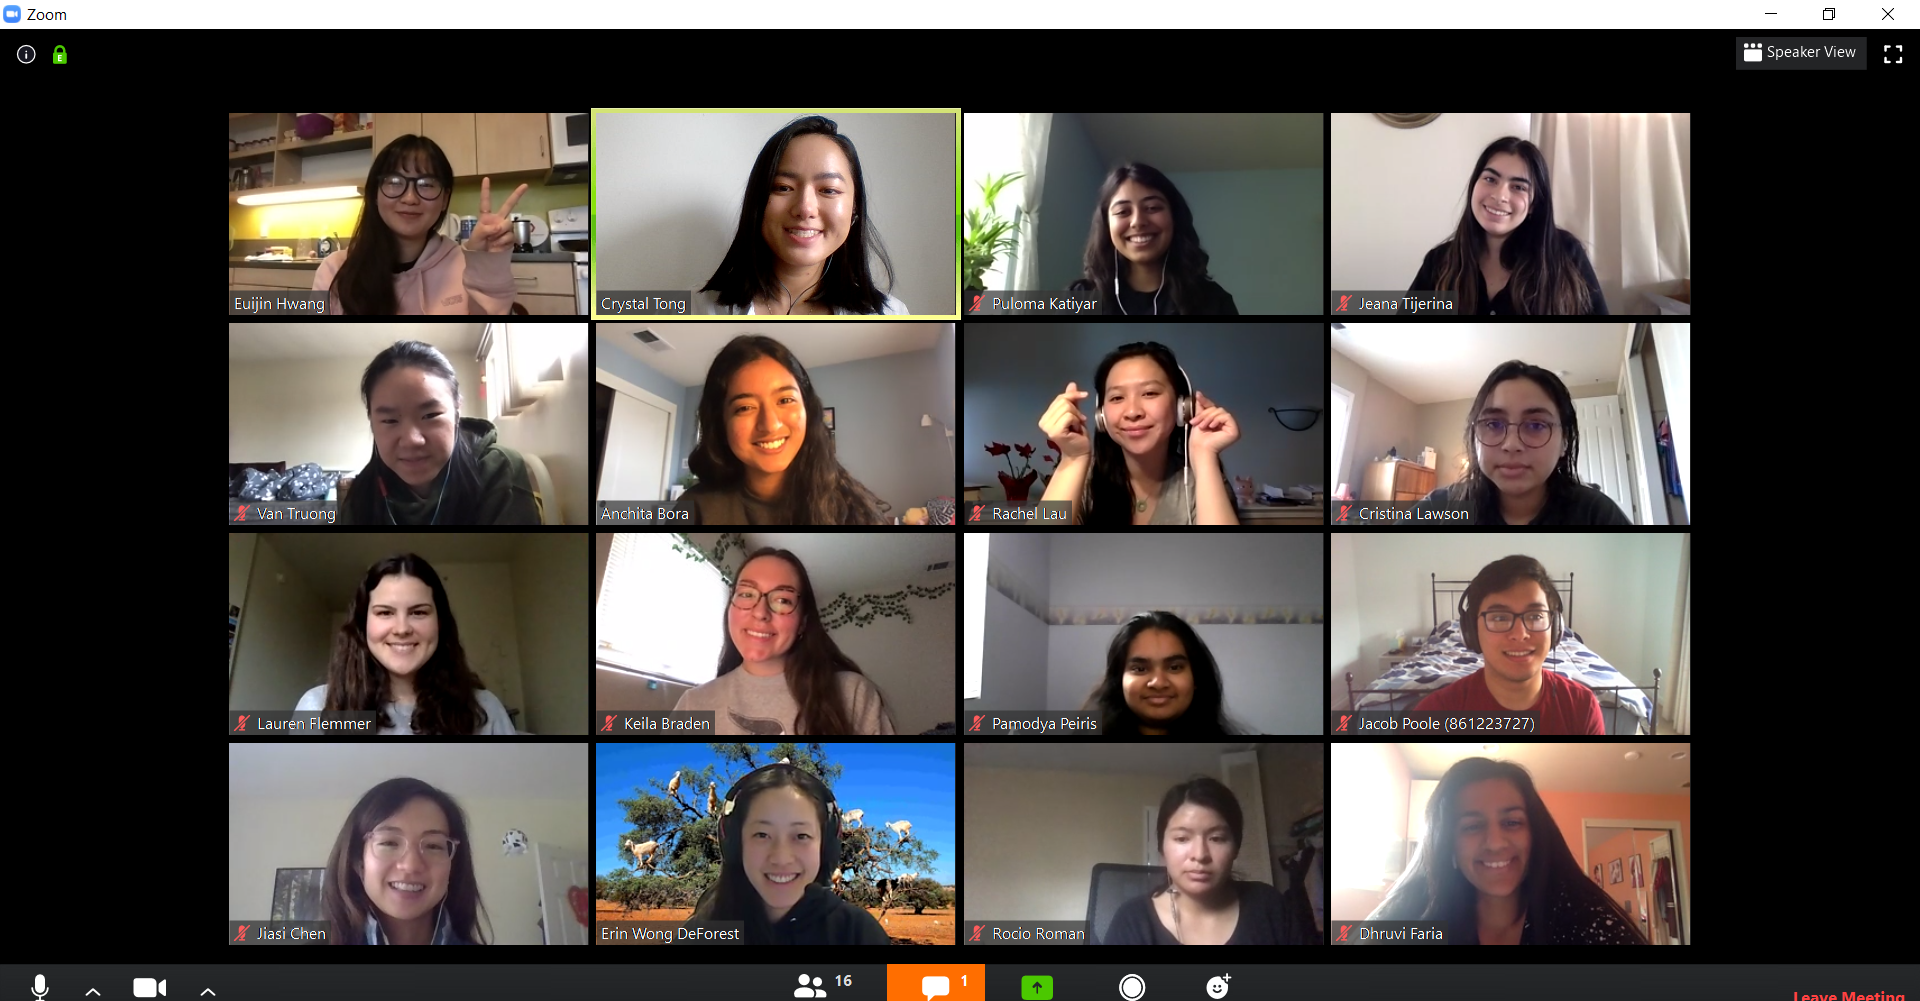 Zoom
Speaker View
Euijin Hwang
Crystal Tong
Puloma Katiyar
Jeana Tijerina
Van Truong
Anchita Bora
Rachel Lau
Cristina Lawson
Lauren Flemmer
Keila Braden
Pamodya Peiris
Jacob Poole (861223727)
Jiasi Chen
Erin Wong DeForest
Rocio Roman
Dhruvi Faria
16
1
Leave Meeting